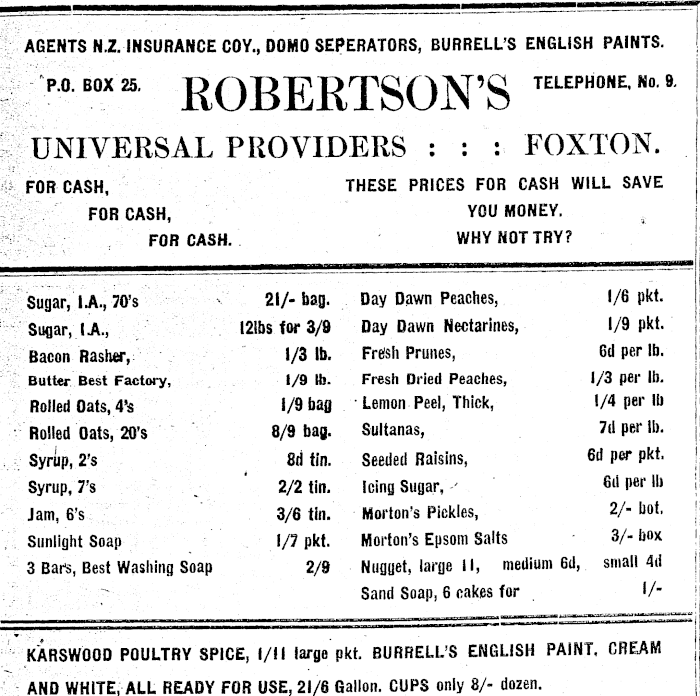 AGENTS N.Z. INSURANCE COY., DOMO SEPERATORS, BURRELL'S ENGLISH PAINTS.
P.O. BOX 25. ROBERTSON'S TELEPHONE, No. 9.
UNIVERSAL PROVIDERS : : : FOXTON.
FOR CASH,
FOR CASH,
FOR CASH.
THESE PRICES FOR CASH WILL SAVE
YOU MONEY.
WHY NOT TRY?
Sugar, I.A., 70's 21/- bag.
Sugar, I.A., 12lbs for 3/9
Bacon Rasher, 1/3 lb.
Butter Best Factory, 1/9 lb.
Rolled Oats, 4's 1/9 bag
Rolled Oats, 20's 8/9 bag.
Syrup, 2's 8d tin.
Syrup, 7's 2/2 tin.
Jam, 6's 3/6 tin.
Sunlight Soap 1/7 pkt.
3 Bars, Best Washing Soap 2/9
Day Dawn Peaches, 1/6 pkt.
Day Dawn Nectarines, 1/9 pkt.
Fresh Prunes, 6d per lb.
Fresh Dried Peaches, 1/3 per lb.
Lemon Peel, Thick, 1/4 per lb
Sultanas, 7d per lb.
Seeded Raisins, 6d per pkt.
Icing Sugar, 6d per lb
Morton's Pickles, 2/- bot.
Morton's Epsom Salts 3/- box
Nugget, large 11, medium 6d, small 4d
Sand Soap, 6 cakes for 1/-
KARSWOOD POULTRY SPICE, 1/11 large pkt. BURRELL'S ENGLISH PAINT, CREAM
AND WHITE, ALL READY FOR USE, 21/6 Gallon. CUPS only 8/- dozen.